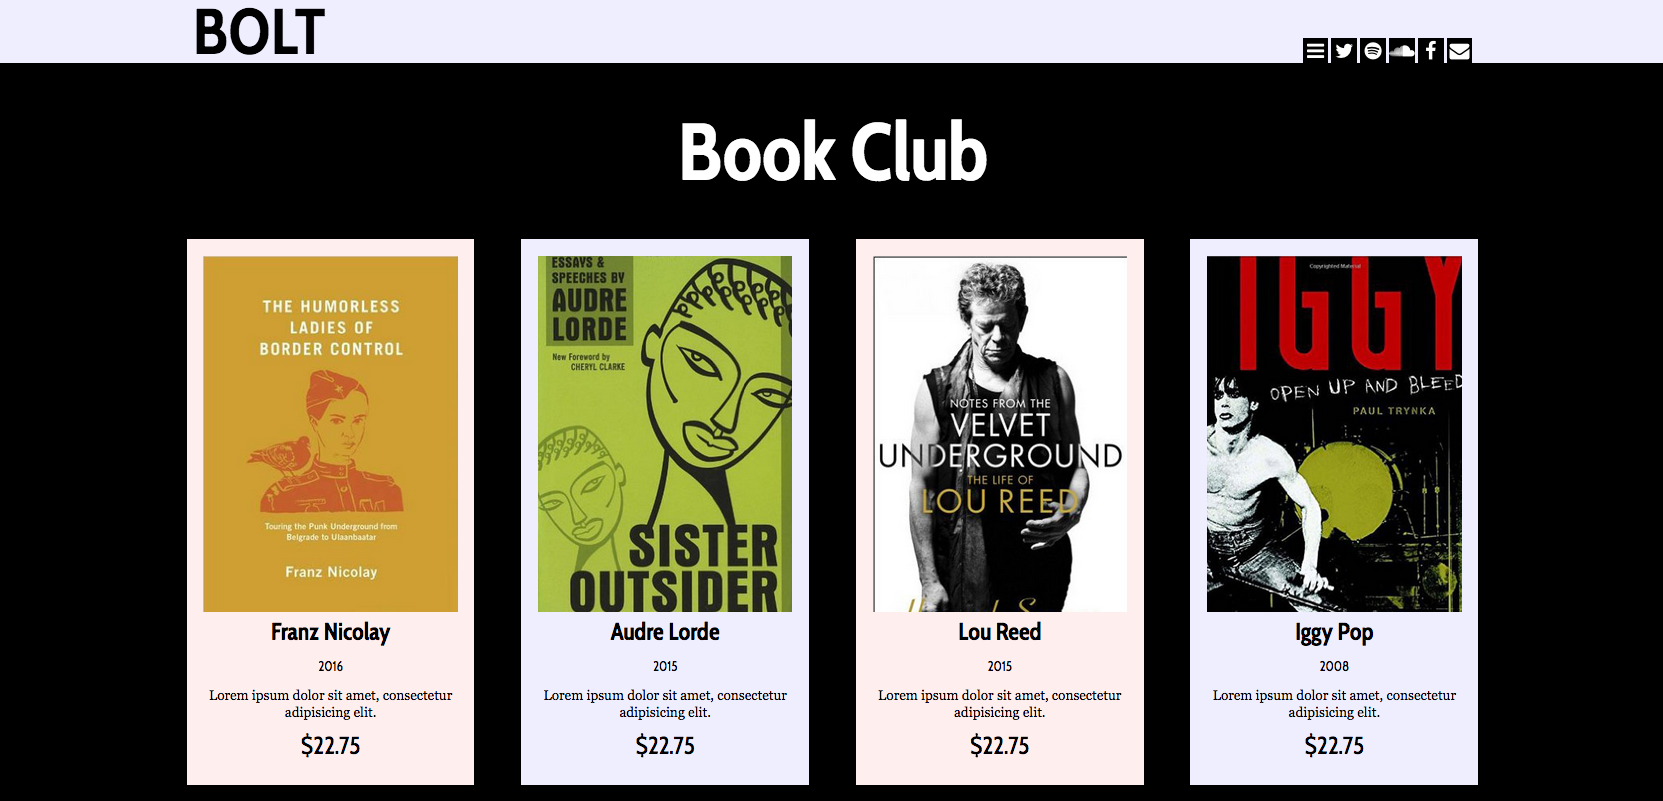 BOLT
Book Club
THE HUMORLESS
LADIES OF
BORDER CONTROL
Touring the Punk Underground from
Belgrade to Ulaanbaatar
Franz Nicolay
Franz Nicolay
2016
Lorem ipsum dolor sit amet, consectetur
adipisicing elit.
$22.75
ESSAYS &
SPEECHES BY
AUDRE
LORDE
New Foreword by
CHERYL CLARKE
SISTER
OUTSIDER
Audre Lorde
2015
Lorem ipsum dolor sit amet, consectetur
adipisicing elit.
$22.75
NOTES FROM THE
VELVET
UNDERGROUND
THE LIFE OF
LOU REED
Lou Reed
2015
Lorem ipsum dolor sit amet, consectetur
adipisicing elit.
$22.75
Copyrighted Material
IGGY
OPEN UP AND BLEED
PAUL TRYNKA
Iggy Pop
2008
Lorem ipsum dolor sit amet, consectetur
adipisicing elit.
$22.75